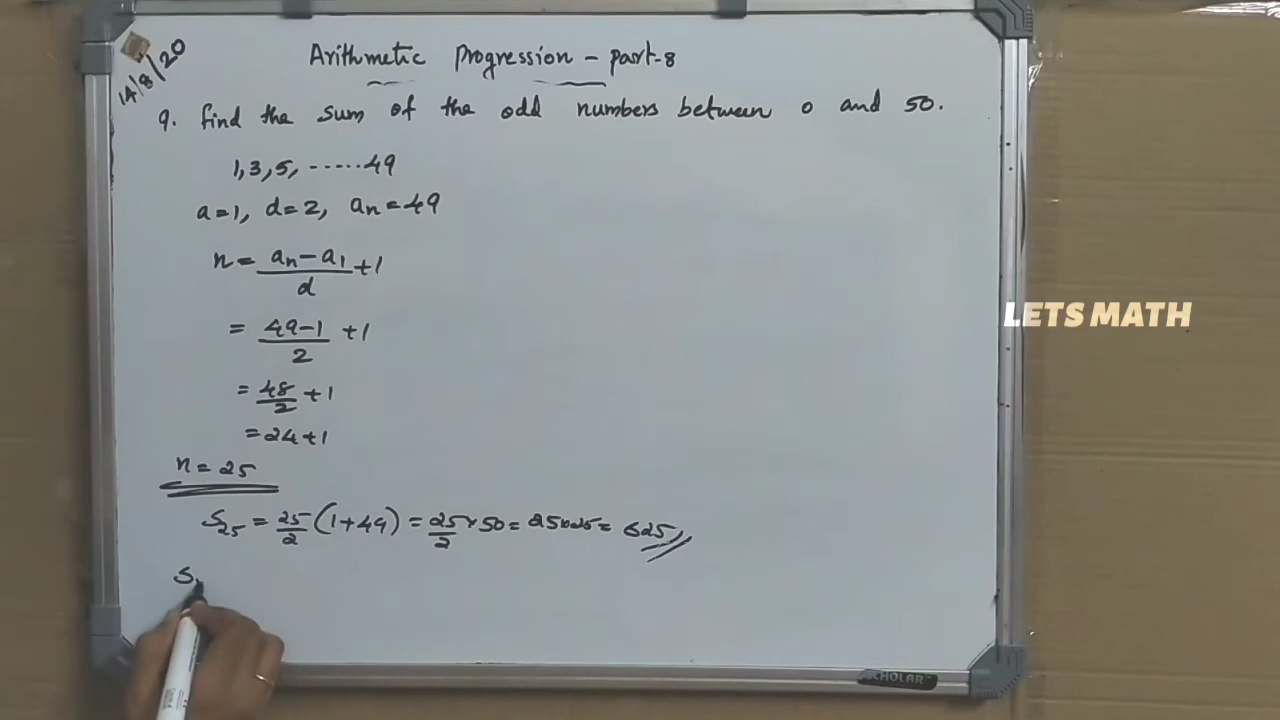 14/8/20
Arithmetic Progression - part-8
9. find the sum of the odd numbers between 0 and 50.
1, 3, 5, ......49
a=1, d=2, an=49
n = an-a1/d +1
= 49-1/2 +1
= 48/2 +1
=24+1
n = 25
S25 = 25/2 (1+49) = 25/2 × 50 = 25×25 = 625
S
LETS MATH
SCHOLAR